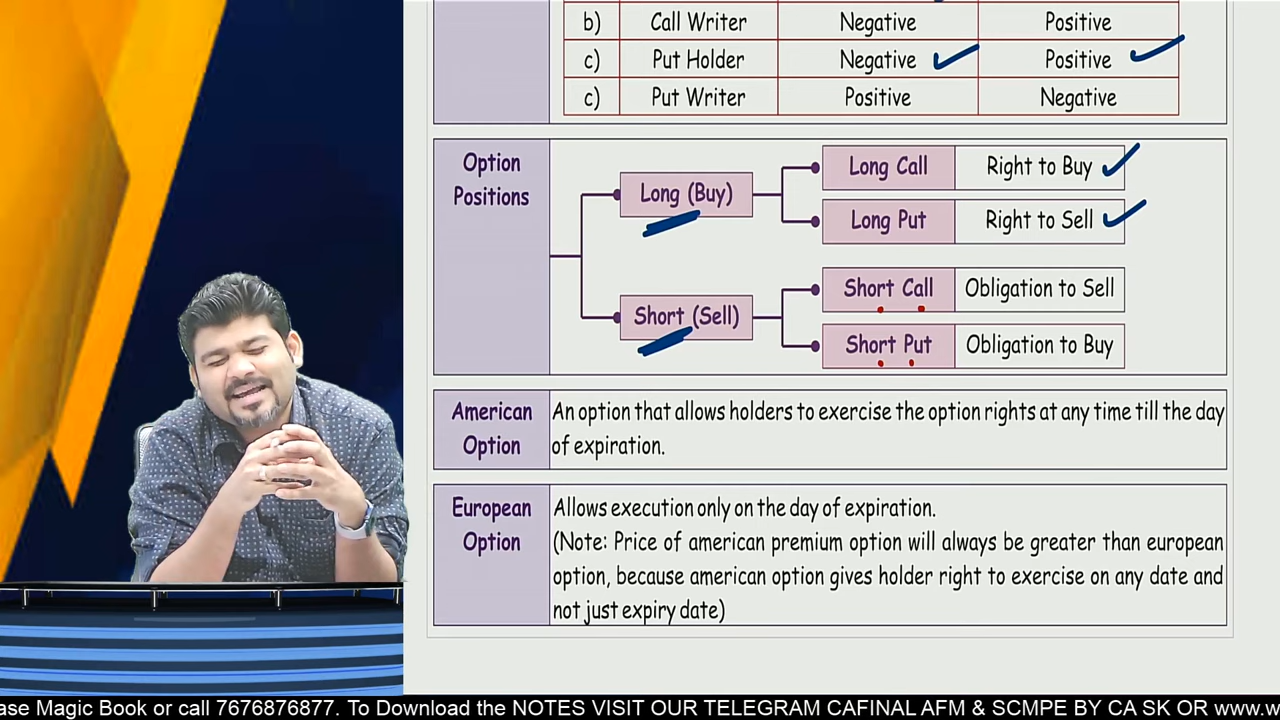 b) Call Writer Negative Positive
c) Put Holder Negative Positive
c) Put Writer Positive Negative
Option
Positions
Long (Buy)
Long Call Right to Buy
Long Put Right to Sell
Short (Sell)
Short Call Obligation to Sell
Short Put Obligation to Buy
American
Option
An option that allows holders to exercise the option rights at any time till the day
of expiration.
European
Option
Allows execution only on the day of expiration.
(Note: Price of american premium option will always be greater than european
option, because american option gives holder right to exercise on any date and
not just expiry date)
ase Magic Book or call 7676876877. To Download the NOTES VISIT OUR TELEGRAM CAFINAL AFM & SCMPE BY CA SK OR www.w